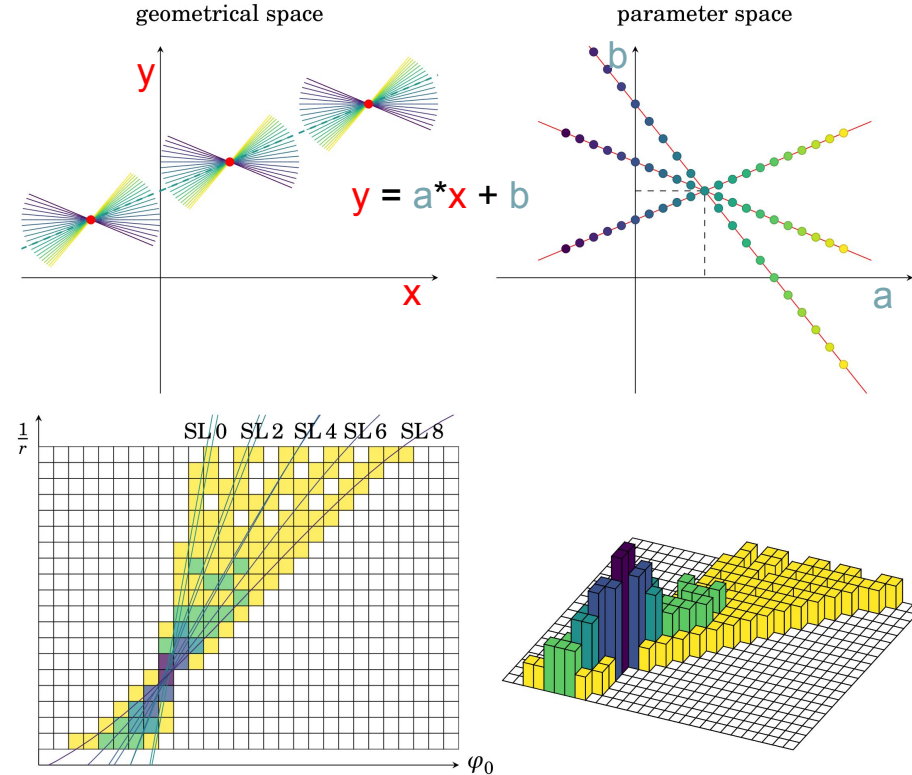 geometrical space
parameter space
y
b
y = a*x + b
x
a
1/r
SL 0 SL 2 SL 4 SL 6 SL 8
φ₀